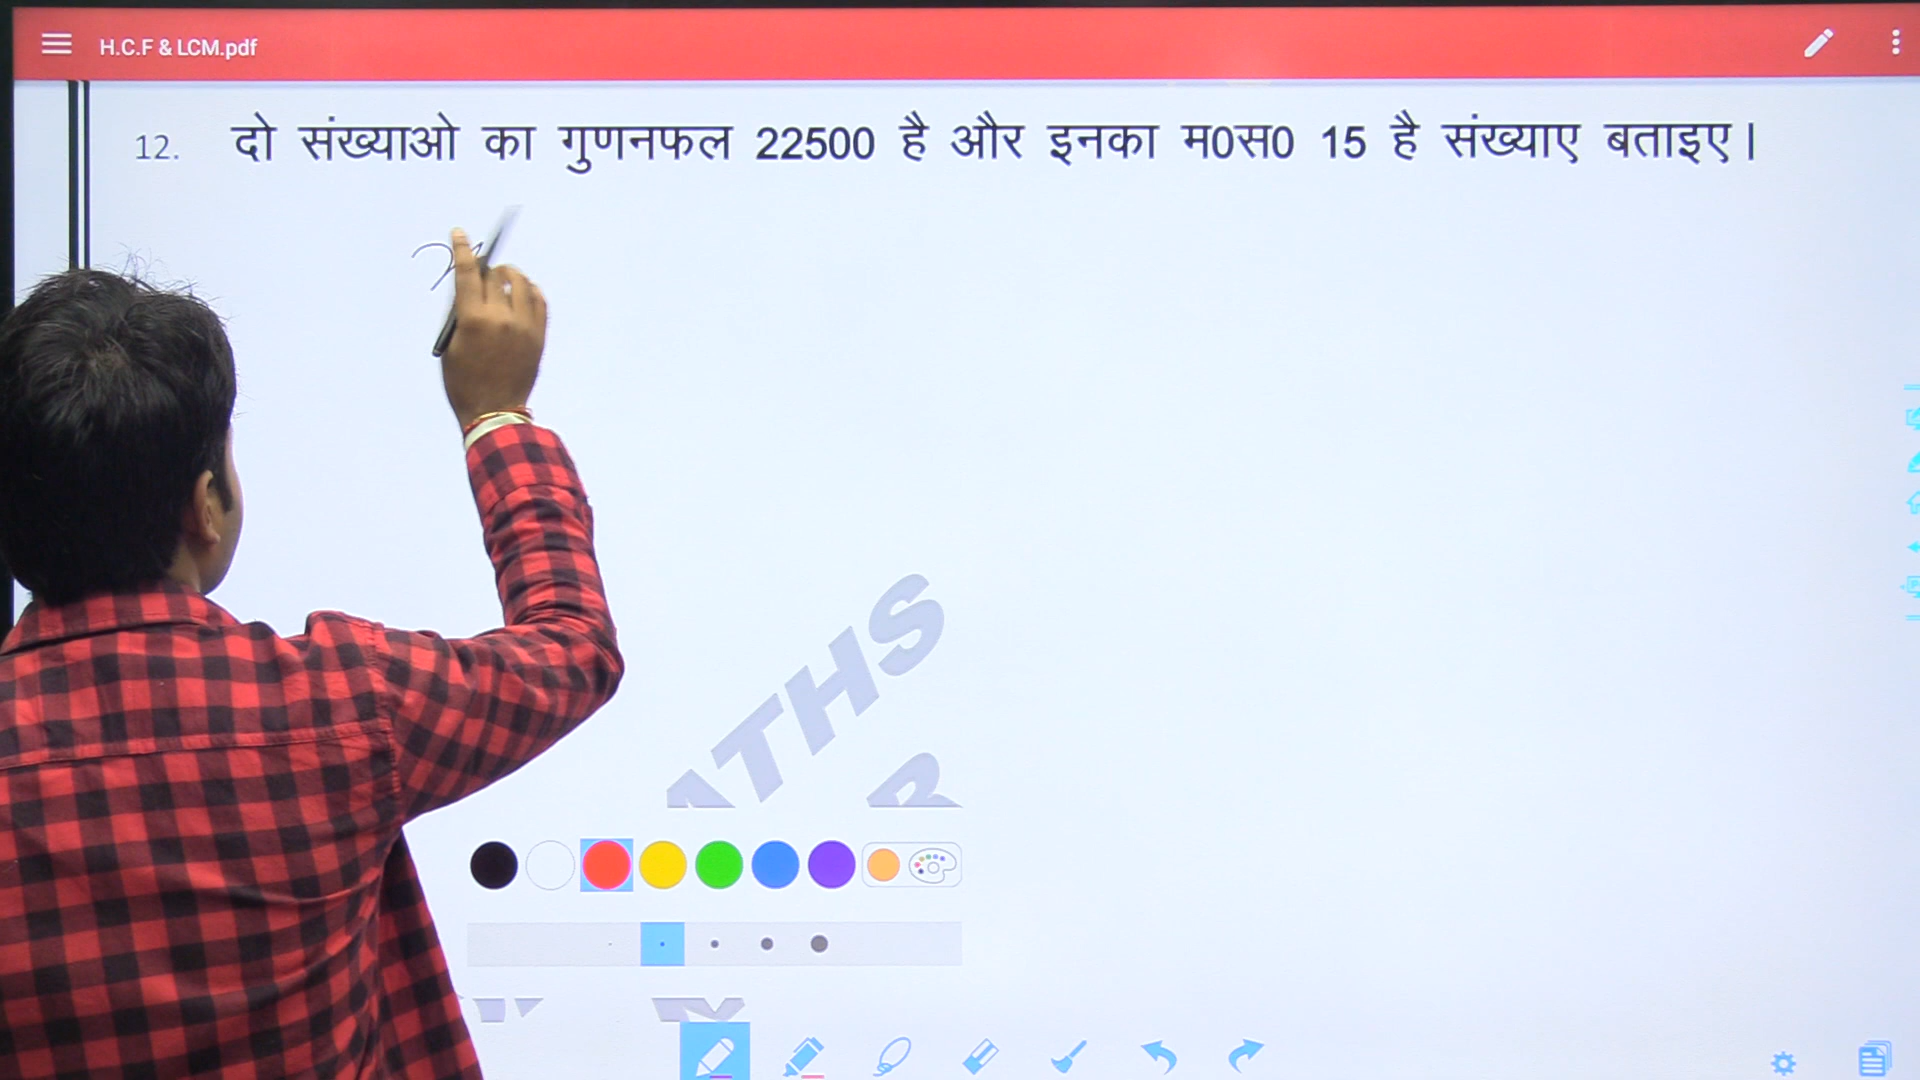 H.C.F & LCM.pdf
12. दो संख्याओ का गुणनफल 22500 है और इनका म0स0 15 है संख्याए बताइए।